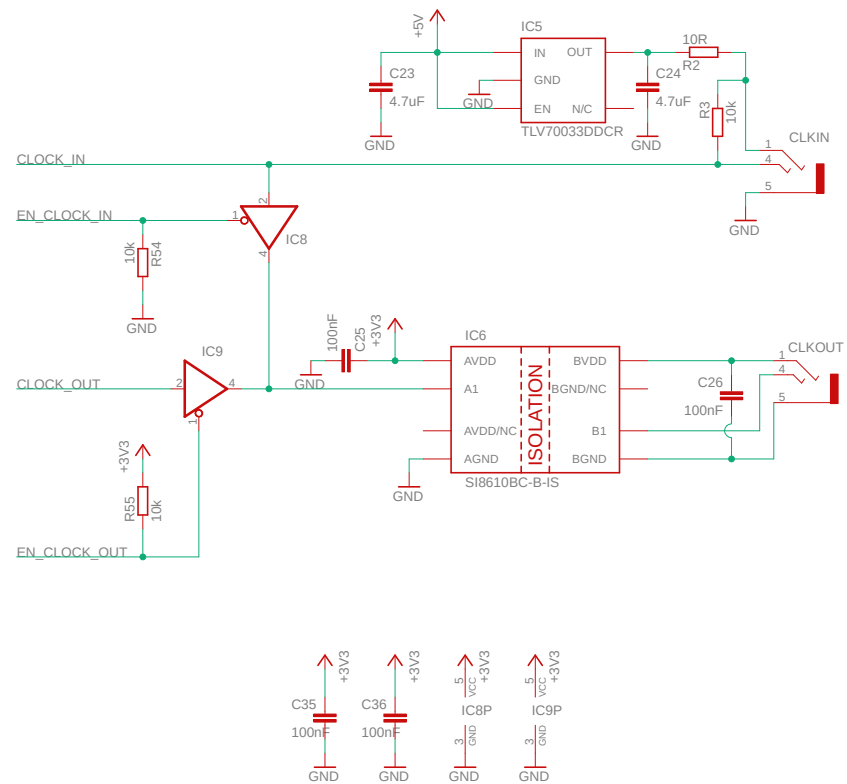 +5V
IC5
IN
OUT
GND
EN
N/C
TLV70033DDCR
C23
4.7uF
GND
GND
C24
4.7uF
GND
10R
R2
R3
10k
CLKIN
1
4
5
GND
CLOCK_IN
2
EN_CLOCK_IN
1
IC8
4
10k
R54
GND
IC9
CLOCK_OUT
2
4
1
+3V3
R55
10k
EN_CLOCK_OUT
100nF
C25
+3V3
GND
IC6
AVDD
BVDD
A1
BGND/NC
AVDD/NC
B1
AGND
BGND
ISOLATION
SI8610BC-B-IS
GND
C26
100nF
CLKOUT
1
4
5
+3V3
C35
100nF
GND
+3V3
C36
100nF
GND
+3V3
5
VCC
IC8P
3
GND
GND
+3V3
5
VCC
IC9P
3
GND
GND